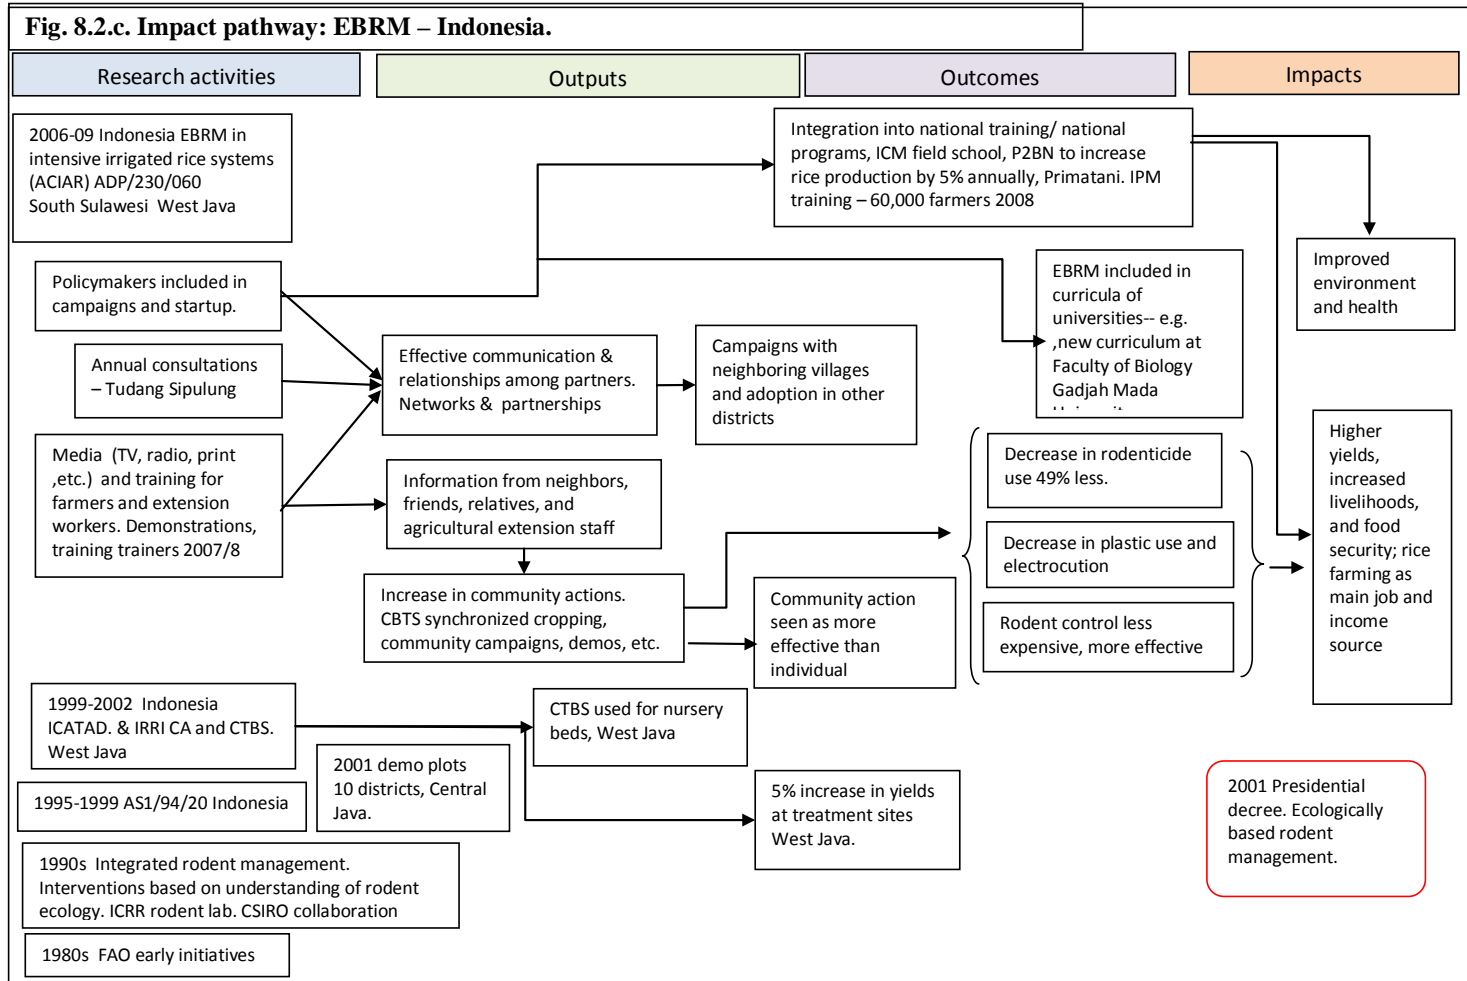 Fig. 8.2.c. Impact pathway: EBRM – Indonesia.
Research activities
Outputs
Outcomes
Impacts
2006-09 Indonesia EBRM in
intensive irrigated rice systems
(ACIAR) ADP/230/060
South Sulawesi West Java
Policymakers included in
campaigns and startup.
Annual consultations
– Tudang Sipulung
Media (TV, radio, print
,etc.) and training for
farmers and extension
workers. Demonstrations,
training trainers 2007/8
Effective communication &
relationships among partners.
Networks & partnerships
Information from neighbors,
friends, relatives, and
agricultural extension staff
Increase in community actions.
CBTS synchronized cropping,
community campaigns, demos, etc.
Campaigns with
neighboring villages
and adoption in other
districts
Community action
seen as more
effective than
individual
Integration into national training/ national
programs, ICM field school, P2BN to increase
rice production by 5% annually, Primatani. IPM
training – 60,000 farmers 2008
EBRM included in
curricula of
universities-- e.g.
,new curriculum at
Faculty of Biology
Gadjah Mada
Decrease in rodenticide
use 49% less.
Decrease in plastic use and
electrocution
Rodent control less
expensive, more effective
Improved
environment
and health
Higher
yields,
increased
livelihoods,
and food
security; rice
farming as
main job and
income
source
1999-2002 Indonesia
ICATAD. & IRRI CA and CTBS.
West Java
1995-1999 AS1/94/20 Indonesia
2001 demo plots
10 districts, Central
Java.
CTBS used for nursery
beds, West Java
5% increase in yields
at treatment sites
West Java.
2001 Presidential
decree. Ecologically
based rodent
management.
1990s Integrated rodent management.
Interventions based on understanding of rodent
ecology. ICRR rodent lab. CSIRO collaboration
1980s FAO early initiatives